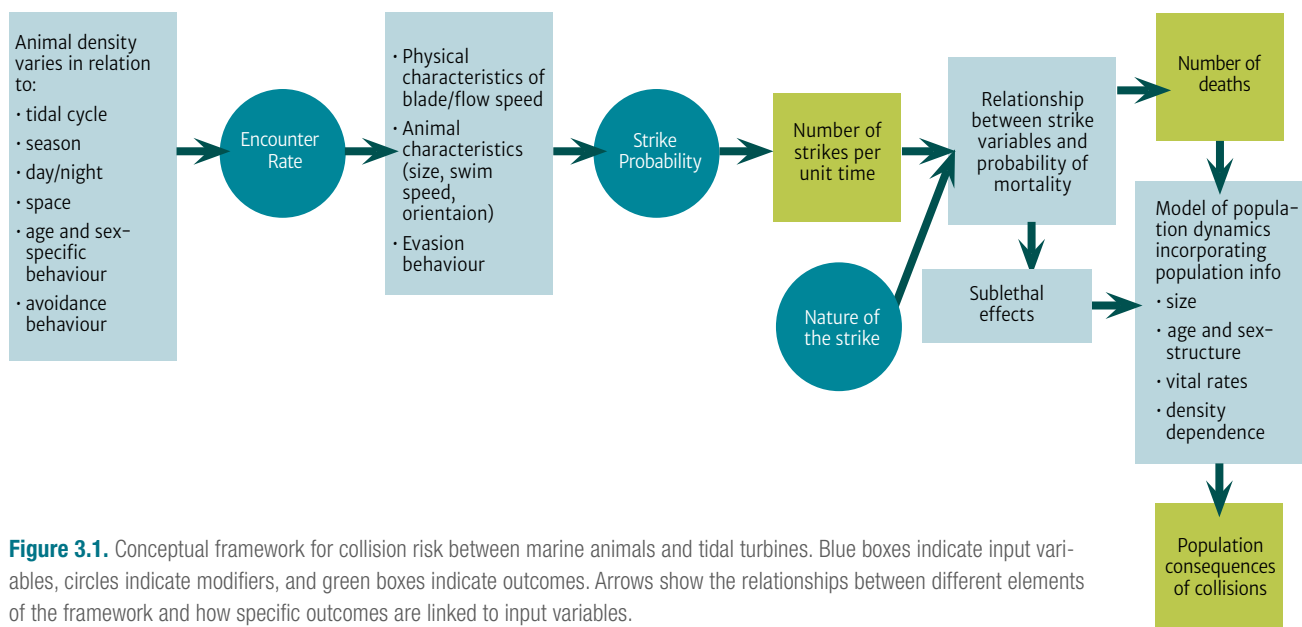 Animal density
varies in relation
to:
· tidal cycle
· season
· day/night
· space
· age and sex-
specific
behaviour
· avoidance
behaviour
Encounter
Rate
· Physical
characteristics of
blade/flow speed
· Animal
characteristics
(size, swim
speed,
orientaion)
· Evasion
behaviour
Strike
Probability
Number of
strikes per
unit time
Nature of
the strike
Relationship
between strike
variables and
probability of
mortality
Sublethal
effects
Number of
deaths
Model of popula-
tion dynamics
incorporating
population info
· size
· age and sex-
structure
· vital rates
· density
dependence
Population
consequences
of collisions
Figure 3.1. Conceptual framework for collision risk between marine animals and tidal turbines. Blue boxes indicate input vari-
ables, circles indicate modifiers, and green boxes indicate outcomes. Arrows show the relationships between different elements
of the framework and how specific outcomes are linked to input variables.